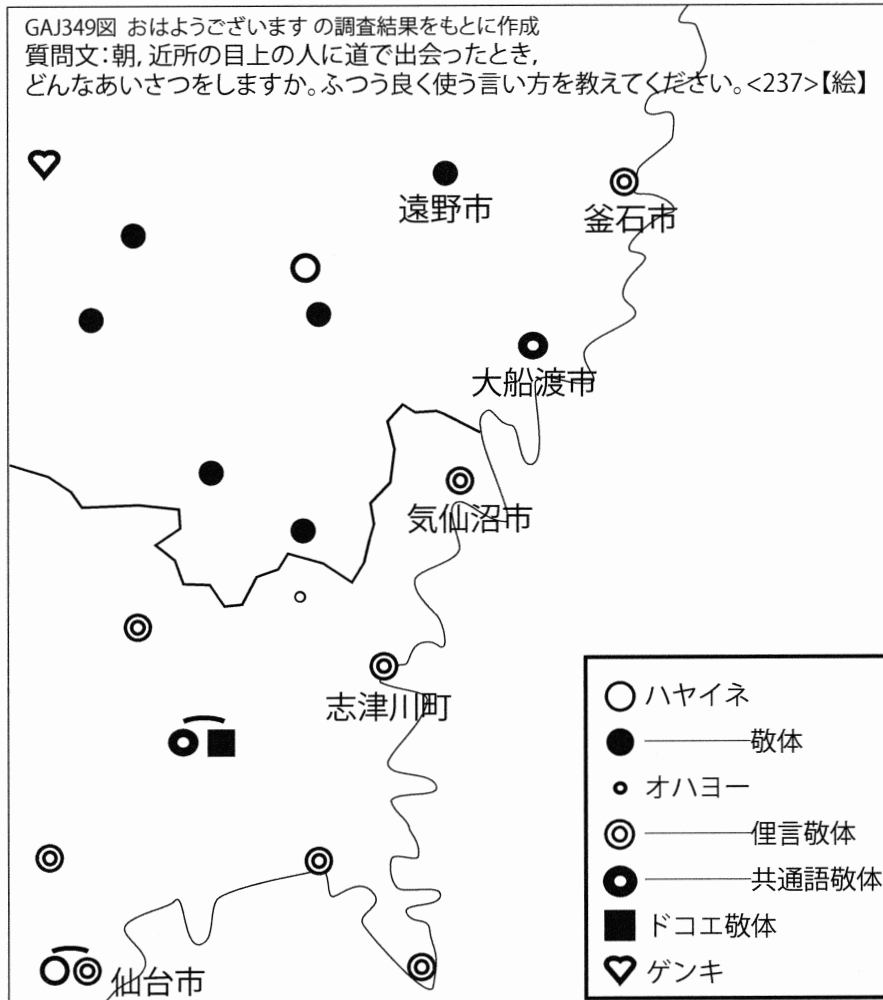 GAJ349図 おはようございます の調査結果をもとに作成
質問文：朝, 近所の目上の人に道で出会ったとき,
どんなあいさつをしますか。ふつう良く使う言い方を教えてください。<237>【絵】
遠野市
釜石市
大船渡市
気仙沼市
志津川町
仙台市
ハヤイネ
————敬体
オハヨー
————俚言敬体
————共通語敬体
ドコエ敬体
ゲンキ